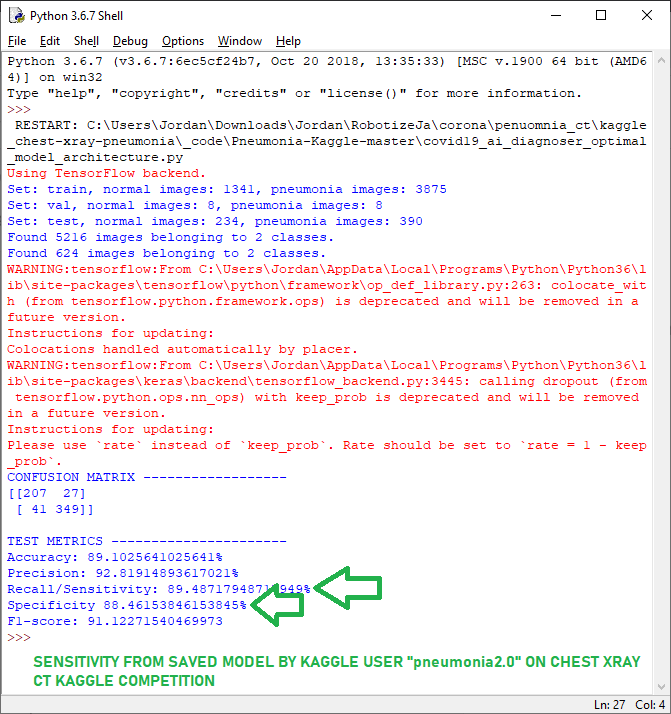 Python 3.6.7 Shell
File Edit Shell Debug Options Window Help
Python 3.6.7 (v3.6.7:6ec5cf24b7, Oct 20 2018, 13:35:33) [MSC v.1900 64 bit (AMD6
4)] on win32
Type "help", "copyright", "credits" or "license()" for more information.
>>>
RESTART: C:\Users\Jordan\Downloads\Jordan\RobotizeJa\corona\penuomnia_ct\kaggle
_chest-xray-pneumonia\_code\Pneumonia-Kaggle-master\covid19_ai_diagnoser_optimal
_model_architecture.py
Using TensorFlow backend.
Set: train, normal images: 1341, pneumonia images: 3875
Set: val, normal images: 8, pneumonia images: 8
Set: test, normal images: 234, pneumonia images: 390
Found 5216 images belonging to 2 classes.
Found 624 images belonging to 2 classes.
WARNING:tensorflow:From C:\Users\Jordan\AppData\Local\Programs\Python\Python36\l
ib\site-packages\tensorflow\python\framework\op_def_library.py:263: colocate_wit
h (from tensorflow.python.framework.ops) is deprecated and will be removed in a
future version.
Instructions for updating:
Colocations handled automatically by placer.
WARNING:tensorflow:From C:\Users\Jordan\AppData\Local\Programs\Python\Python36\l
ib\site-packages\keras\backend\tensorflow_backend.py:3445: calling dropout (from
tensorflow.python.ops.nn_ops) with keep_prob is deprecated and will be removed
in a future version.
Instructions for updating:
Please use `rate` instead of `keep_prob`. Rate should be set to `rate = 1 - keep
_prob`.
CONFUSION MATRIX ------------------
[[207  27]
[ 41 349]]
TEST METRICS ----------------------
Accuracy: 89.1025641025641%
Precision: 92.81914893617021%
Recall/Sensitivity:
Specificity 88.46153846153845%
F1-score: 91.12271540469973
>>>
SENSITIVITY FROM SAVED MODEL BY KAGGLE USER "pneumonia2.0" ON CHEST XRAY
CT KAGGLE COMPETITION
Ln: 27 Col: 4